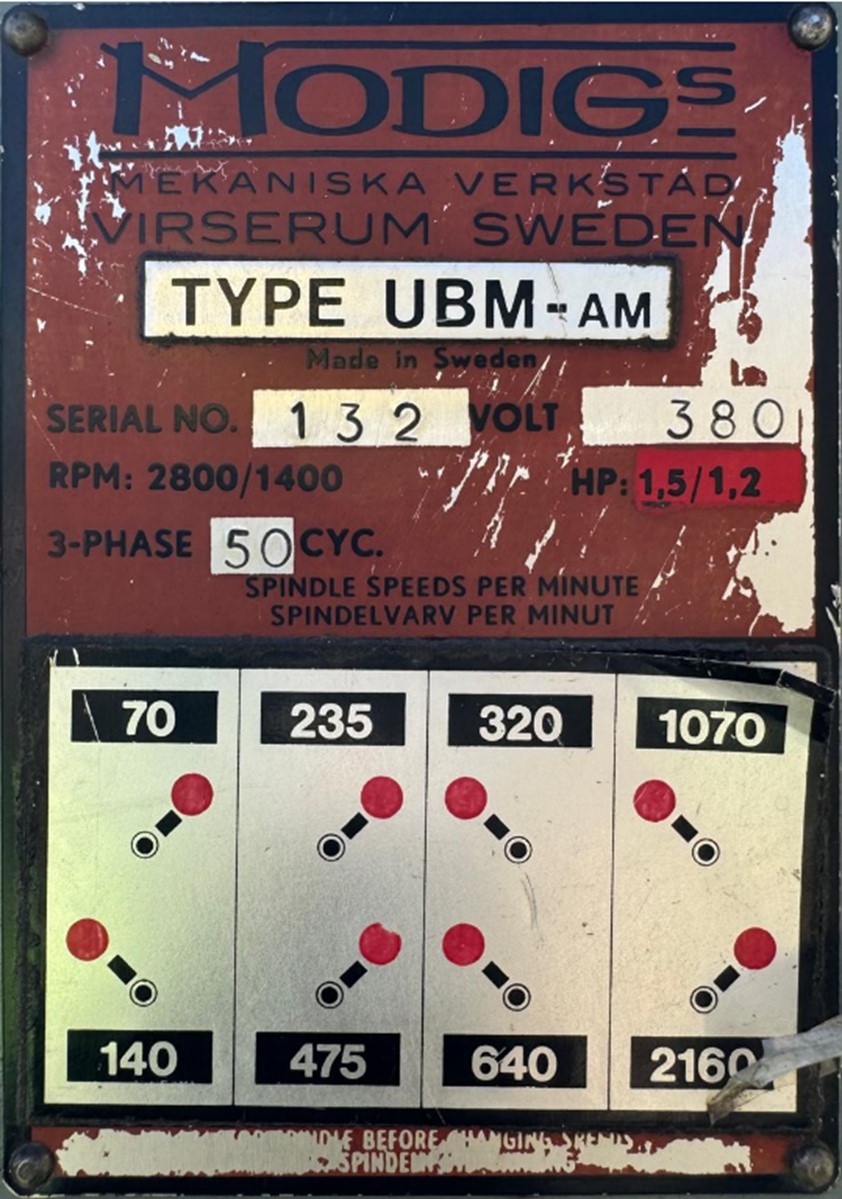 MODIGS
MEKANISKA VERKSTAD
VIRSERUM SWEDEN
TYPE UBM-AM
Made in Sweden
SERIAL NO. 132 VOLT 380
RPM: 2800/1400 HP: 1,5/1,2
3-PHASE 50 CYC.
SPINDLE SPEEDS PER MINUTE
SPINDELVARV PER MINUT
70 235 320 1070
140 475 640 2160
BEFORE CHANGING